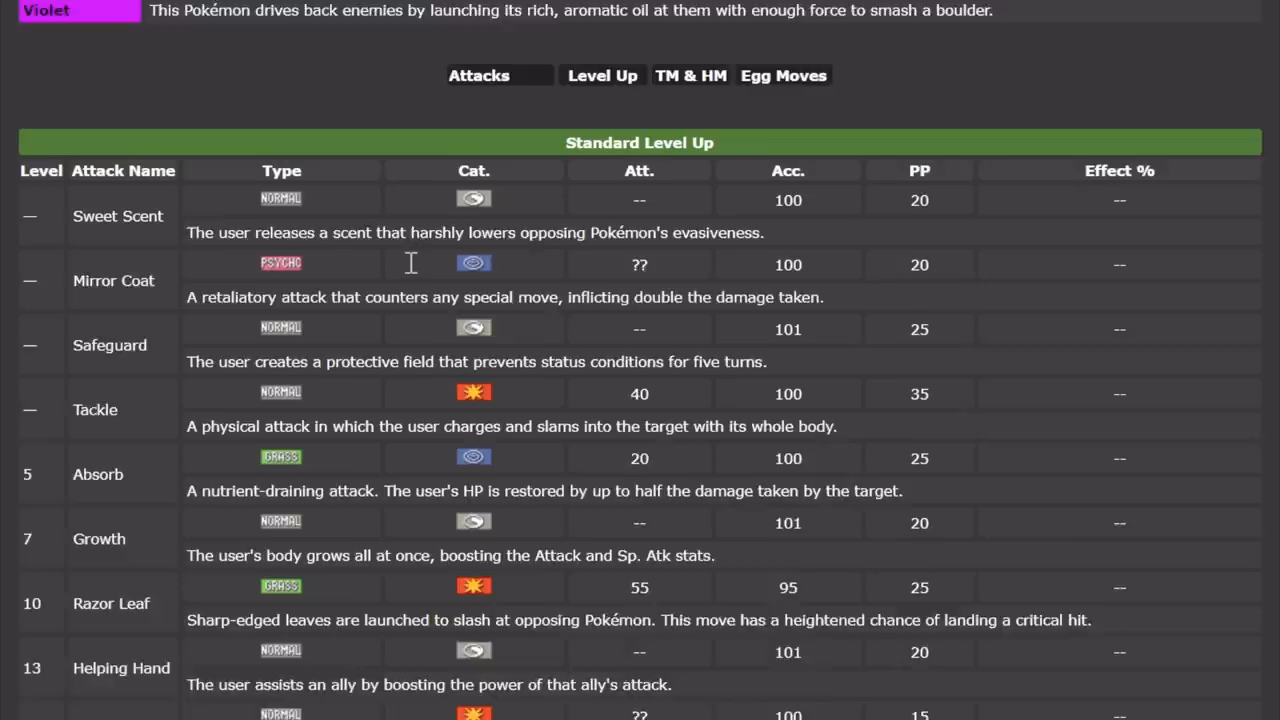 Violet This Pokémon drives back enemies by launching its rich, aromatic oil at them with enough force to smash a boulder.
Attacks Level Up TM & HM Egg Moves
Standard Level Up
Level Attack Name Type Cat. Att. Acc. PP Effect %
— Sweet Scent NORMAL -- 100 20 --
The user releases a scent that harshly lowers opposing Pokémon's evasiveness.
— Mirror Coat PSYCHC ?? 100 20 --
A retaliatory attack that counters any special move, inflicting double the damage taken.
— Safeguard NORMAL -- 101 25 --
The user creates a protective field that prevents status conditions for five turns.
— Tackle NORMAL 40 100 35 --
A physical attack in which the user charges and slams into the target with its whole body.
5 Absorb GRASS 20 100 25 --
A nutrient-draining attack. The user's HP is restored by up to half the damage taken by the target.
7 Growth NORMAL -- 101 20 --
The user's body grows all at once, boosting the Attack and Sp. Atk stats.
10 Razor Leaf GRASS 55 95 25 --
Sharp-edged leaves are launched to slash at opposing Pokémon. This move has a heightened chance of landing a critical hit.
13 Helping Hand NORMAL -- 101 20 --
The user assists an ally by boosting the power of that ally's attack.
NORMAL ?? 100 15 --